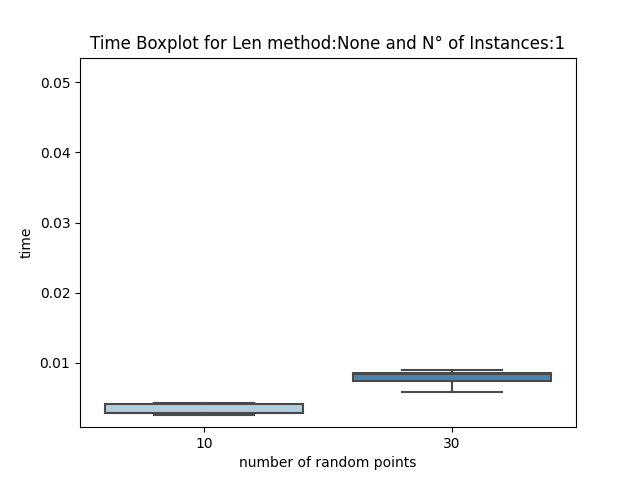 Time Boxplot for Len method:None and N° of Instances:1
0.05
0.04
0.03
0.02
0.01
time
10 30
number of random points